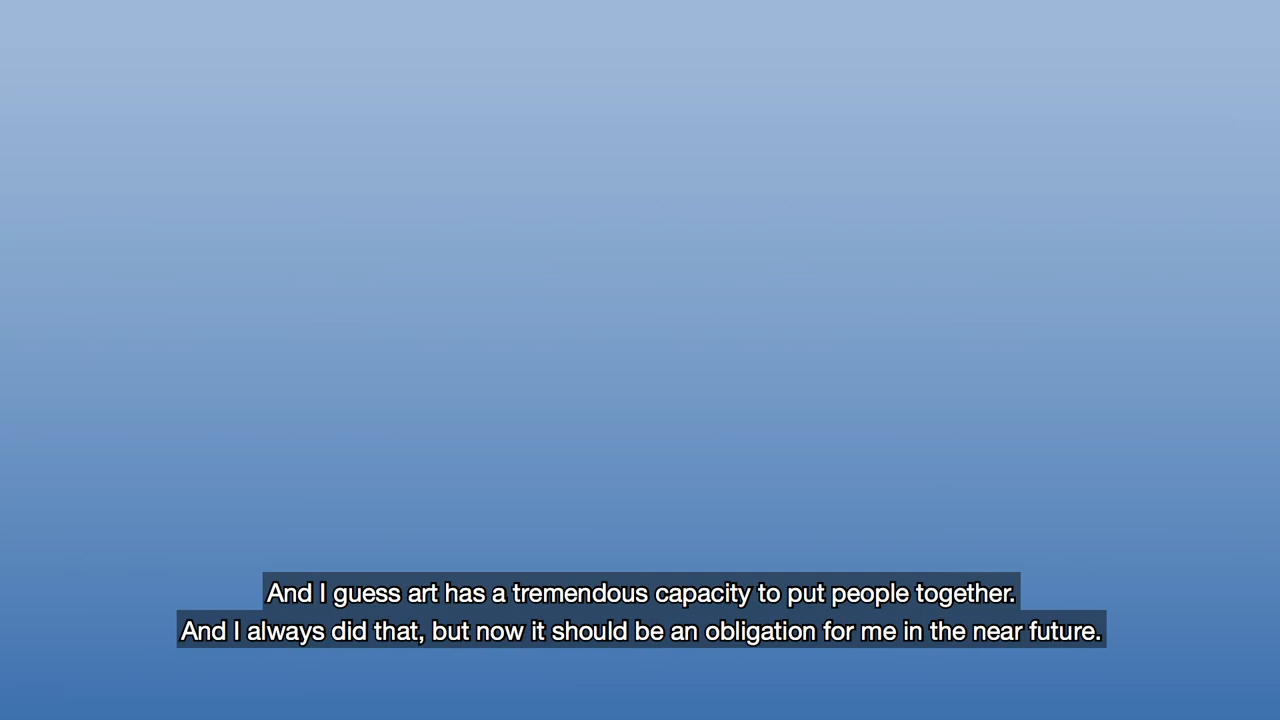 And I guess art has a tremendous capacity to put people together.
And I always did that, but now it should be an obligation for me in the near future.